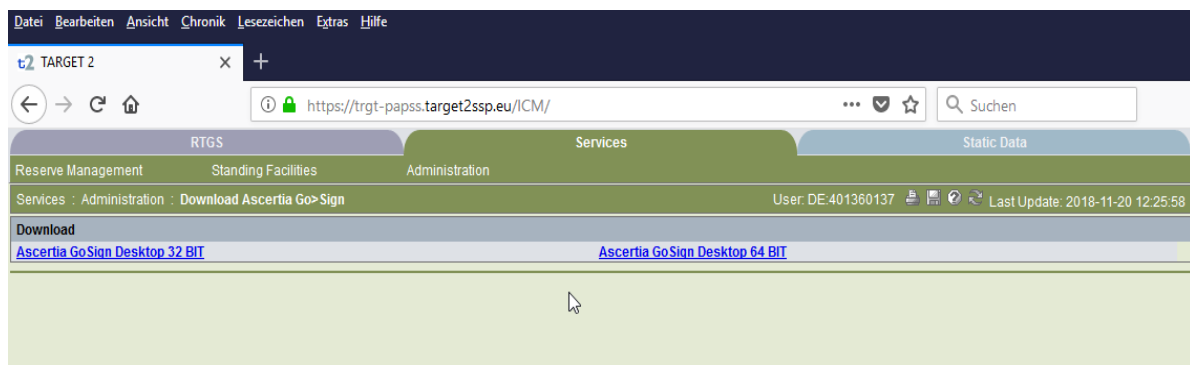 Datei Bearbeiten Ansicht Chronik Lesezeichen Extras Hilfe
t2 TARGET 2
https://trgt-papss.target2ssp.eu/ICM/ Suchen
RTGS Services Static Data
Reserve Management Standing Facilities Administration
Services : Administration : Download Ascertia Go>Sign User: DE:401360137 Last Update: 2018-11-20 12:25:58
Download
Ascertia GoSign Desktop 32 BIT Ascertia GoSign Desktop 64 BIT